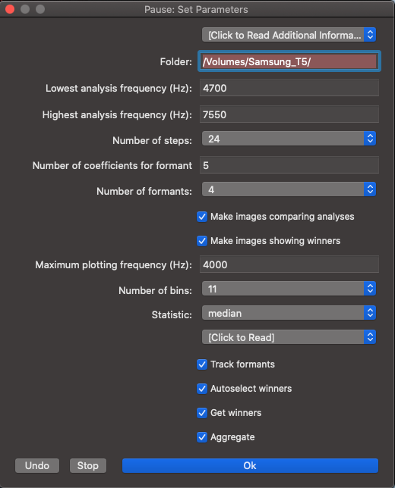 Pause: Set Parameters
[Click to Read Additional Informa...
Folder: /Volumes/Samsung_T5/
Lowest analysis frequency (Hz): 4700
Highest analysis frequency (Hz): 7550
Number of steps: 24
Number of coefficients for formant 5
Number of formants: 4
Make images comparing analyses
Make images showing winners
Maximum plotting frequency (Hz): 4000
Number of bins: 11
Statistic: median
[Click to Read]
Track formants
Autoselect winners
Get winners
Aggregate
Undo Stop Ok